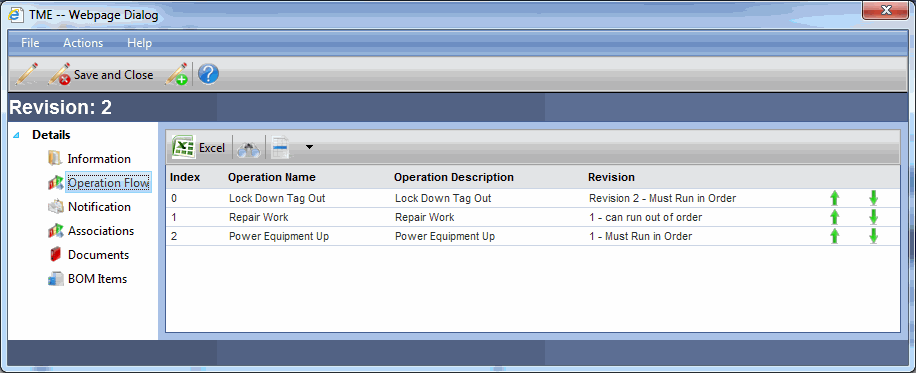 TME -- Webpage Dialog
File Actions Help
Save and Close
Revision: 2
Details
Information
Operation Flow
Notification
Associations
Documents
BOM Items
Excel
Index Operation Name Operation Description Revision
0 Lock Down Tag Out Lock Down Tag Out Revision 2 - Must Run in Order
1 Repair Work Repair Work 1 - can run out of order
2 Power Equipment Up Power Equipment Up 1 - Must Run in Order